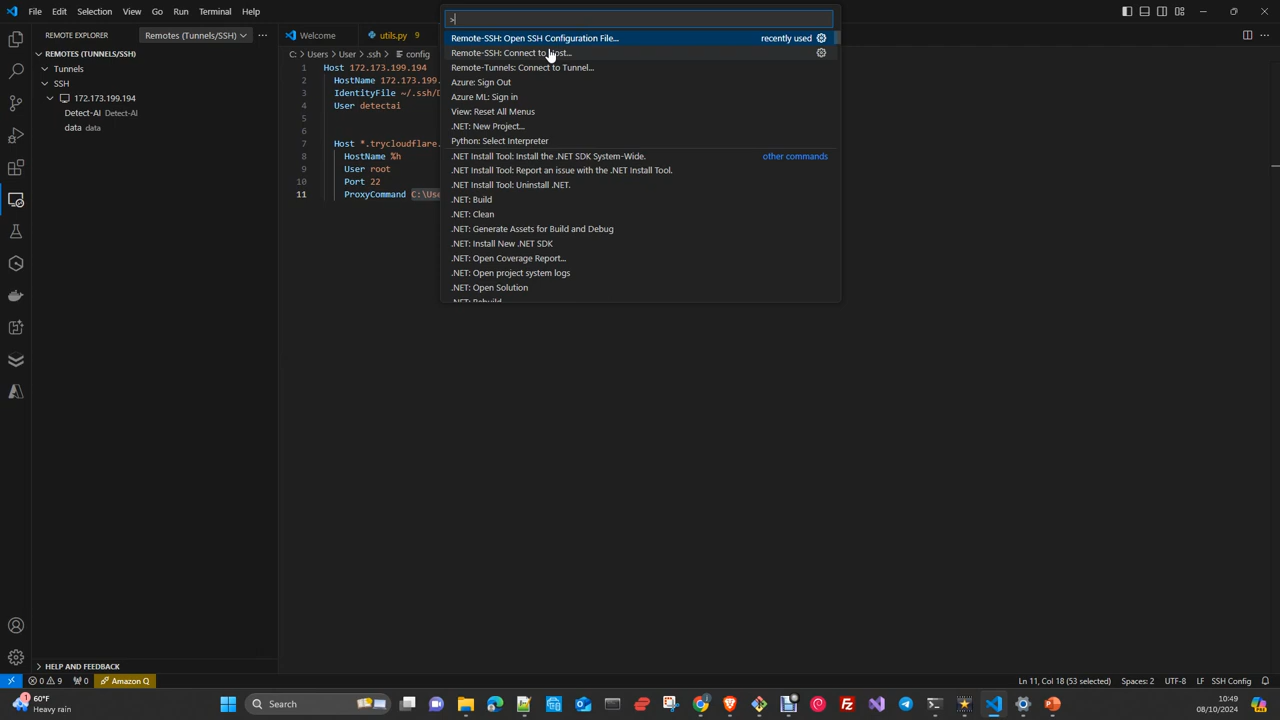 File Edit Selection View Go Run Terminal Help
>
REMOTE EXPLORER Remotes (Tunnels/SSH)
Welcome
utils.py 9
REMOTES (TUNNELS/SSH)
Tunnels
SSH
172.173.199.194
Detect-AI Detect-AI
data data
C: > Users > User > .ssh > config
1 Host 172.173.199.194
2 HostName 172.173.199
3 IdentityFile ~/.ssh/
4 User detectai
5
6
7 Host *.trycloudflare.
8 HostName %h
9 User root
10 Port 22
11 ProxyCommand C:\Use
Remote-SSH: Open SSH Configuration File... recently used
Remote-SSH: Connect to Host...
Remote-Tunnels: Connect to Tunnel...
Azure: Sign Out
Azure ML: Sign in
View: Reset All Menus
.NET: New Project...
Python: Select Interpreter
.NET Install Tool: Install the .NET SDK System-Wide. other commands
.NET Install Tool: Report an issue with the .NET Install Tool.
.NET Install Tool: Uninstall .NET.
.NET: Build
.NET: Clean
.NET: Generate Assets for Build and Debug
.NET: Install New .NET SDK
.NET: Open Coverage Report...
.NET: Open project system logs
.NET: Open Solution
.NET: Rebuild
HELP AND FEEDBACK
0 9 0 Amazon Q
Ln 11, Col 18 (53 selected) Spaces: 2 UTF-8 LF SSH Config
1
60°F
Heavy rain
Search
10:49
08/10/2024